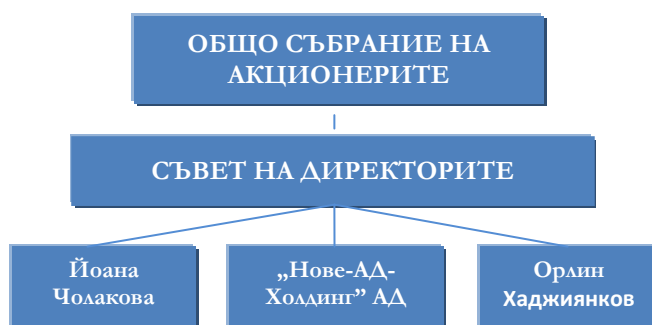 ОБЩО СЪБРАНИЕ НА
АКЦИОНЕРИТЕ
СЪВЕТ НА ДИРЕКТОРИТЕ
Йоана
Чолакова
„Нове-АД-
Холдинг” АД
Орлин
Хаджиянков